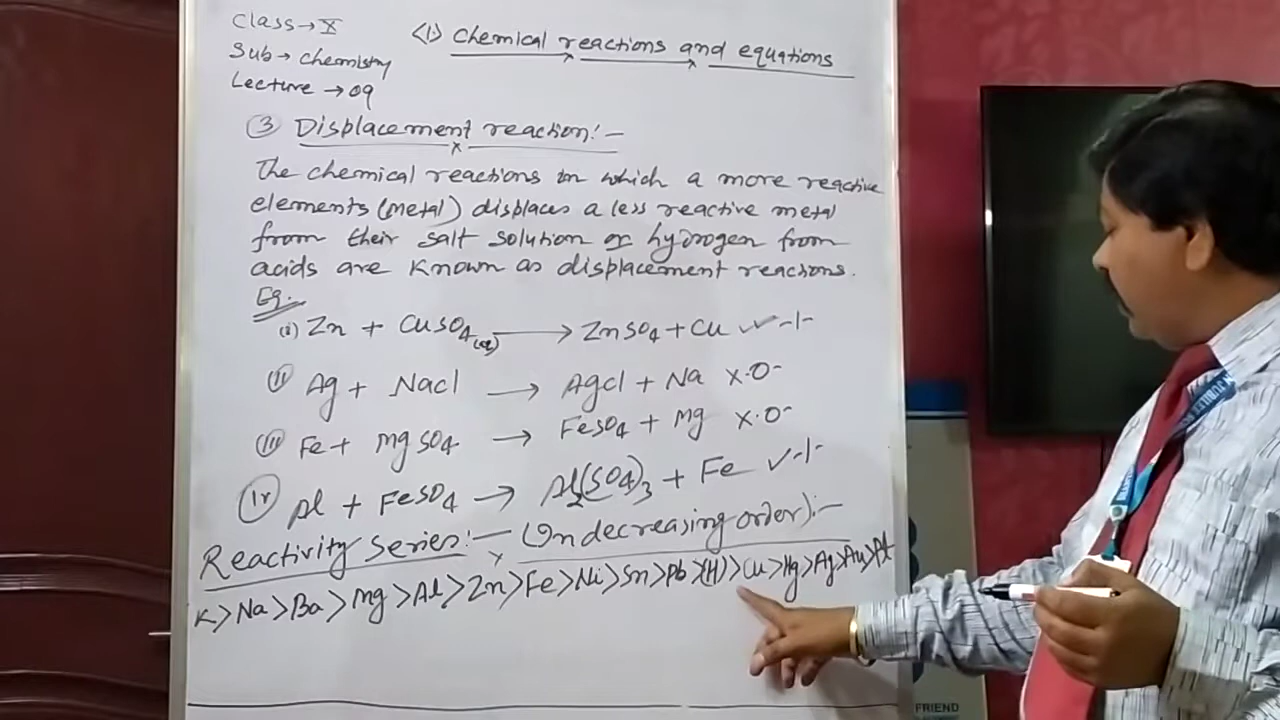 Class → X
Sub → chemistry
Lecture → 09
(1) Chemical reactions and equations
(3) Displacement reaction:-
The chemical reactions in which a more reactive
elements (metal) displaces a less reactive metal
from their salt solution or hydrogen from
acids are known as displacement reactions.
Eg.
(i) Zn + CuSO4(aq) → ZnSO4 + Cu ✓ -1-
(ii) Ag + Nacl → Agcl + Na X.0-
(iii) Fe + MgSO4 → FeSO4 + Mg X.0-
(iv) Al + FeSO4 → Al2(SO4)3 + Fe ✓ -1-
Reactivity series:- (In decreasing order):-
K > Na > Ba > Mg > Al > Zn > Fe > Ni > Sn > Pb > (H) > Cu > Hg > Ag > Au > Pt
FRIEND